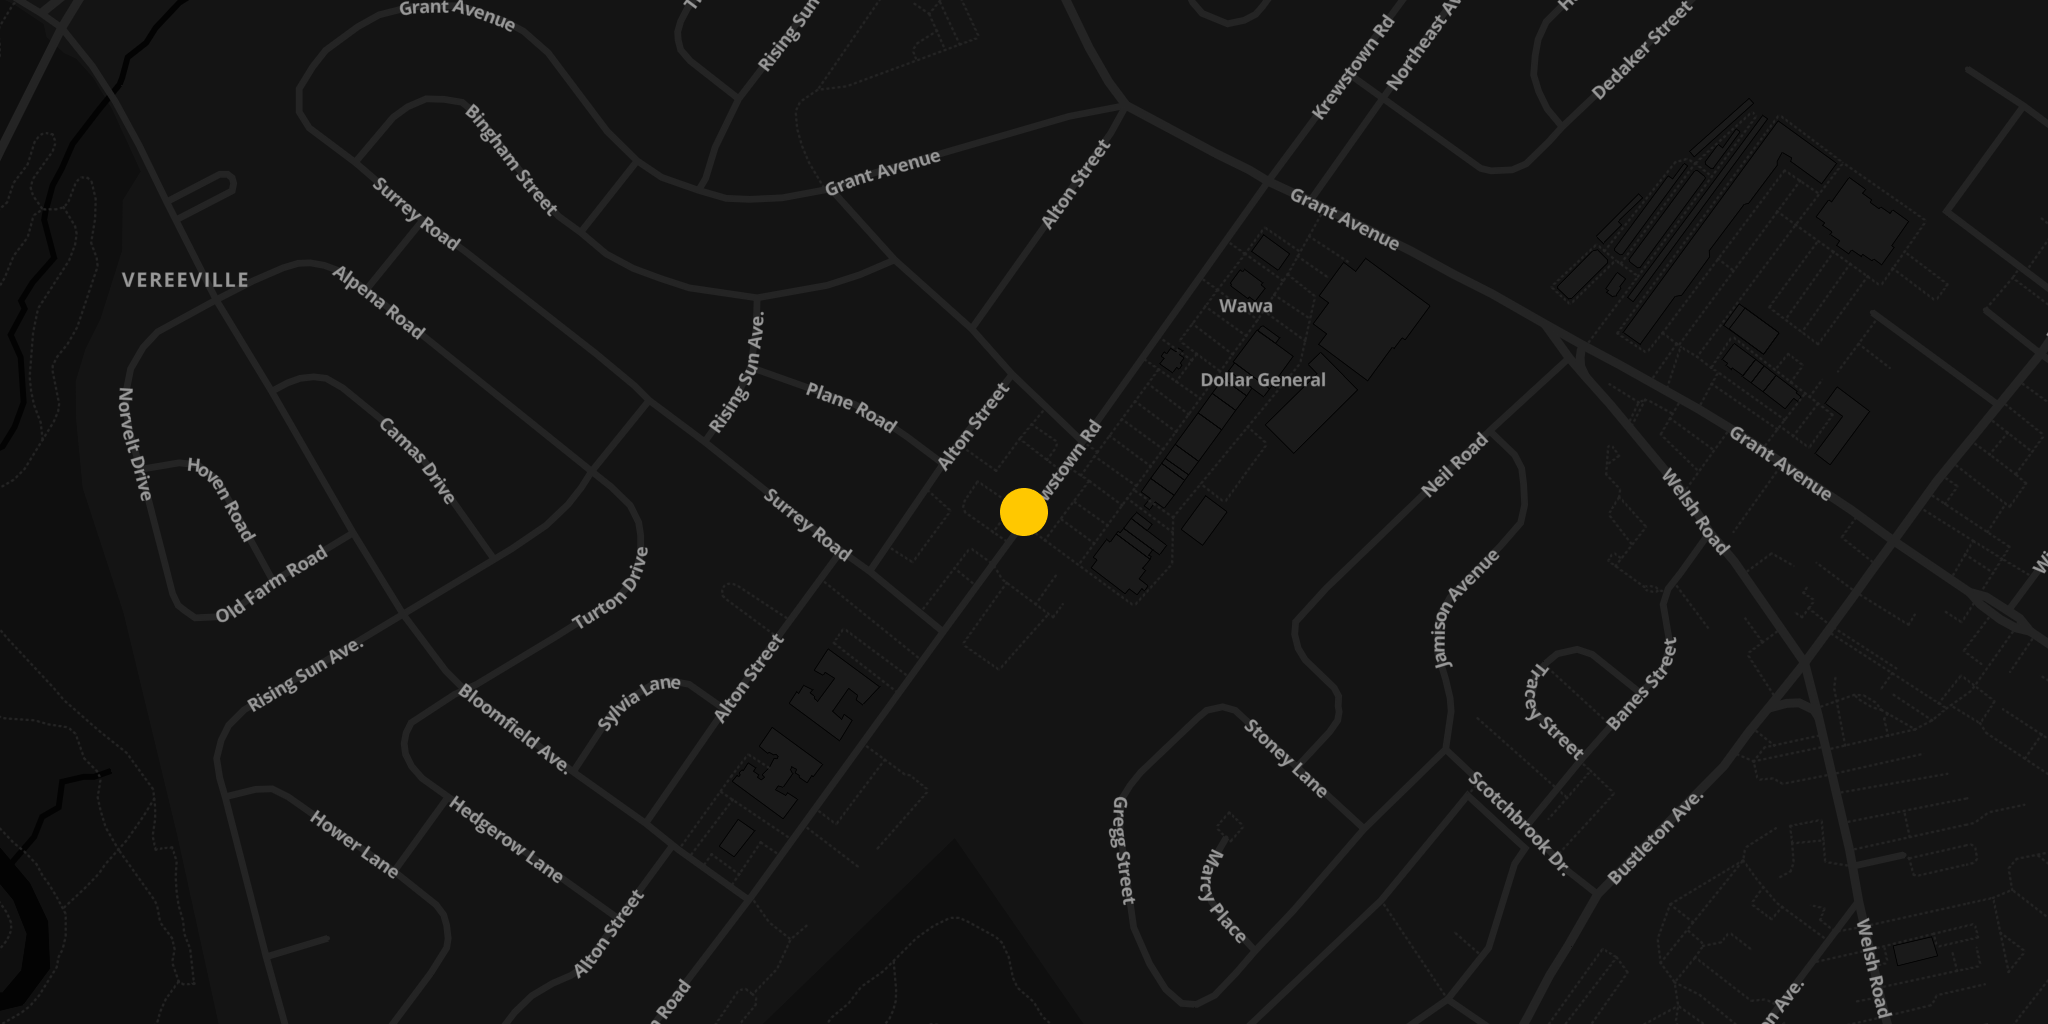 Grant Avenue
Rising Sun
Krewstown Rd
Northeast
Dedaker Street
Bingham Street
Grant Avenue
Alton Street
Surrey Road
Grant Avenue
VEREEVILLE
Alpena Road
Wawa
Rising Sun Ave.
Dollar General
Plane Road
Norvelt Drive
Camas Drive
Alton Street
wstown Rd
Neil Road
Grant Avenue
Hoven Road
Surrey Road
Welsh Road
Old Farm Road
Turton Drive
Jamison Avenue
Rising Sun Ave.
Bloomfield Ave.
Sylvia Lane
Alton Street
Tracey Street
Banes Street
Stoney Lane
Scotchbrook Dr.
Hower Lane
Hedgerow Lane
Gregg Street
Marcy Place
Bustleton Ave.
Alton Street
Welsh Road
Road
Ave.